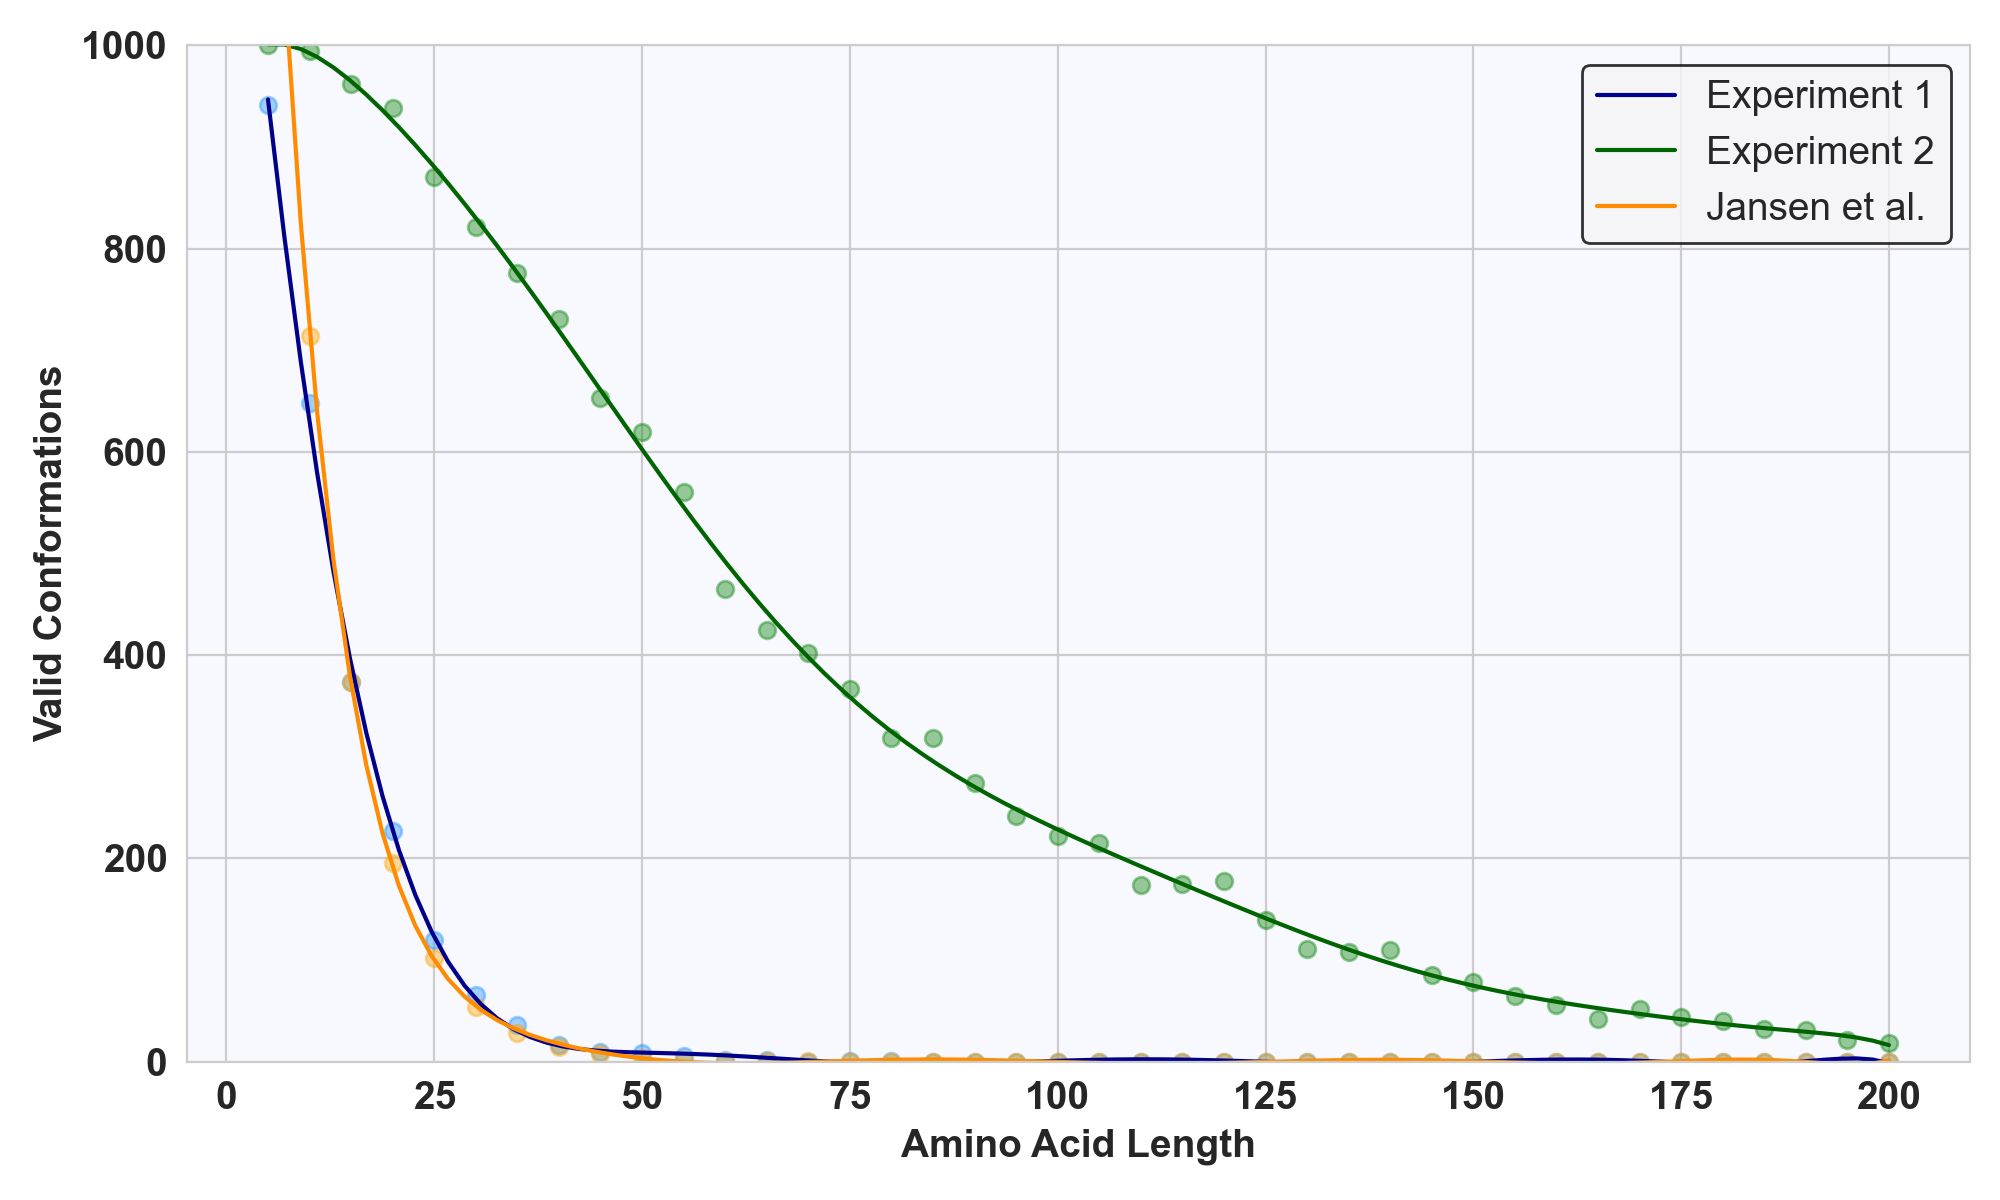 1000
800
600
400
200
0
Valid Conformations
Experiment 1
Experiment 2
Jansen et al.
0 25 50 75 100 125 150 175 200
Amino Acid Length